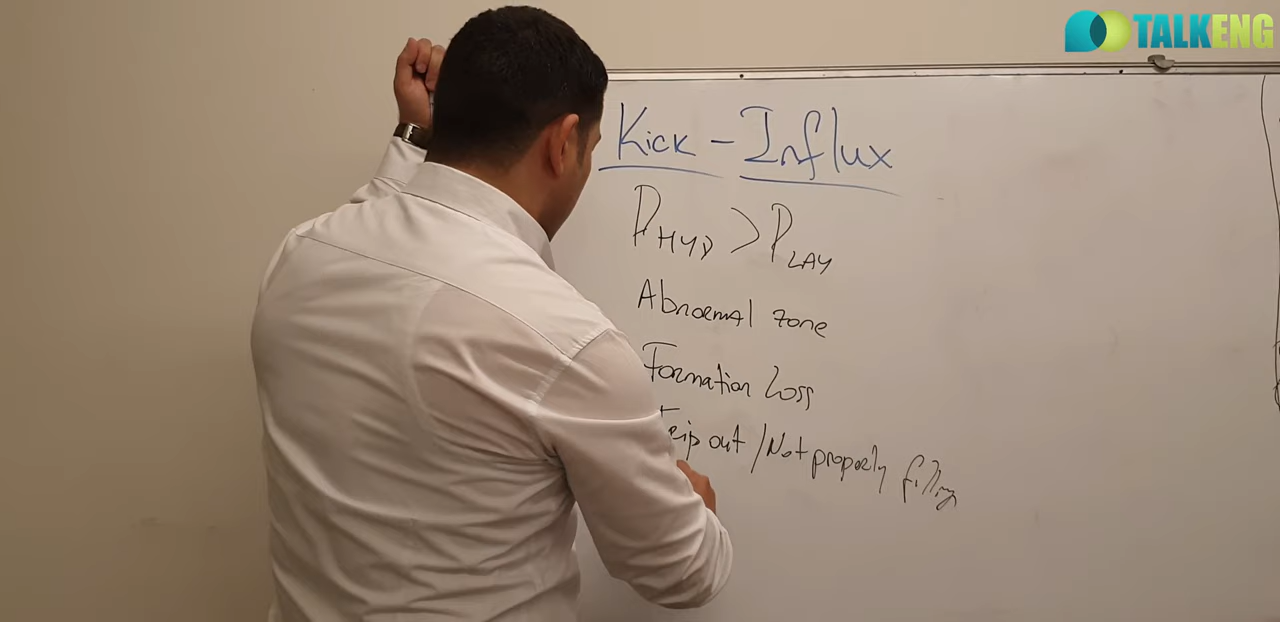 TALKENG
Kick - Influx
PHYD > PLAY
Abnormal zone
Formation Loss
Trip out / Not properly filling